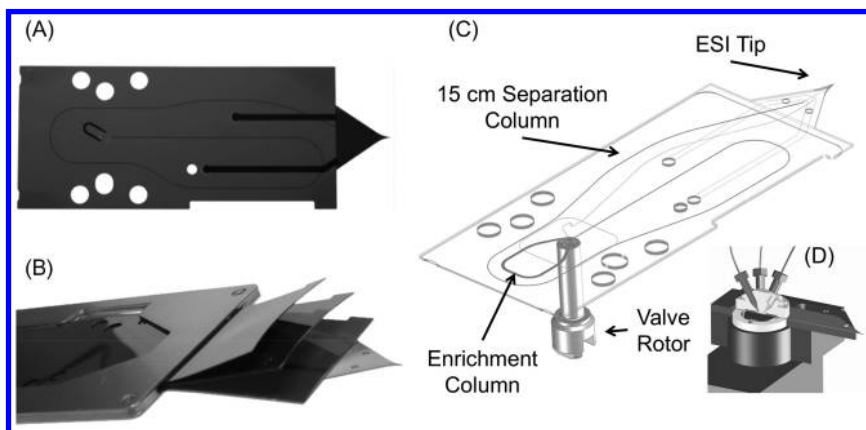 (A)
(B)
(C)
ESI Tip
15 cm Separation
Column
Enrichment
Column
Valve
Rotor
(D)